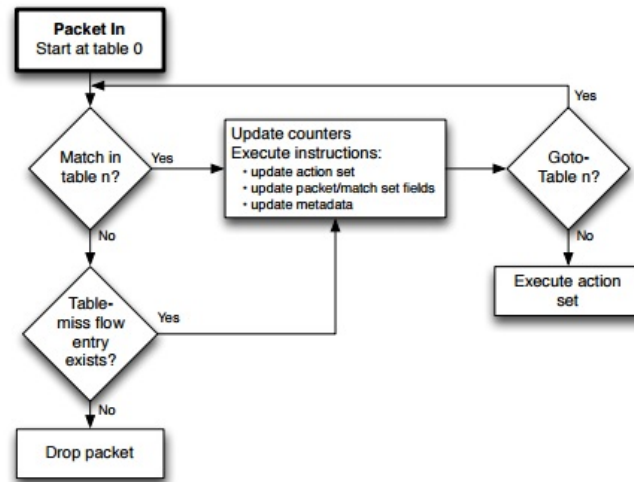 Packet In
Start at table 0
Yes
Match in
table n?
Yes
Update counters
Execute instructions:
• update action set
• update packet/match set fields
• update metadata
Goto-
Table n?
No
No
Table-
miss flow
entry
exists?
Yes
Execute action
set
No
Drop packet